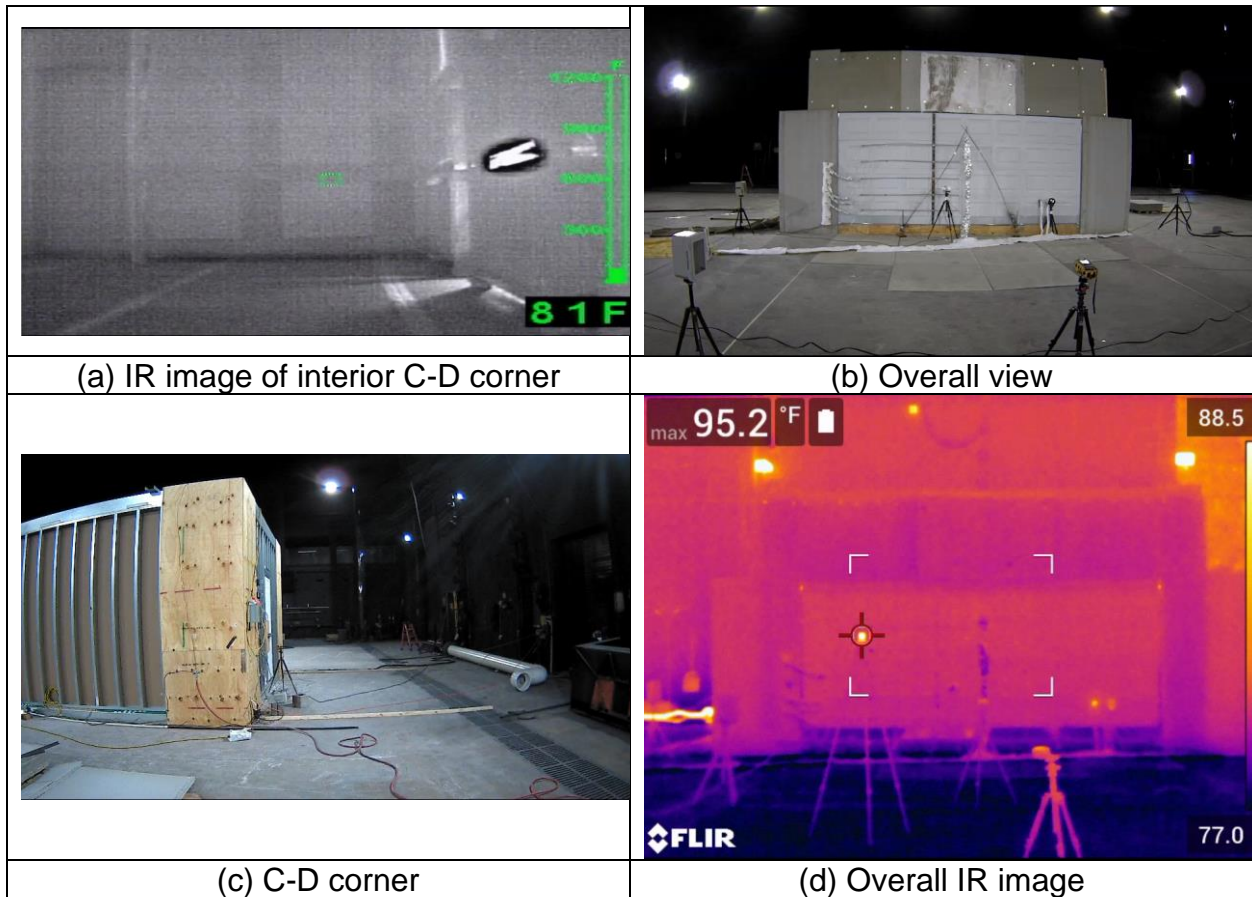 81F
(a) IR image of interior C-D corner
(b) Overall view
max 95.2 °F
88.5
77.0
FLIR
(c) C-D corner
(d) Overall IR image